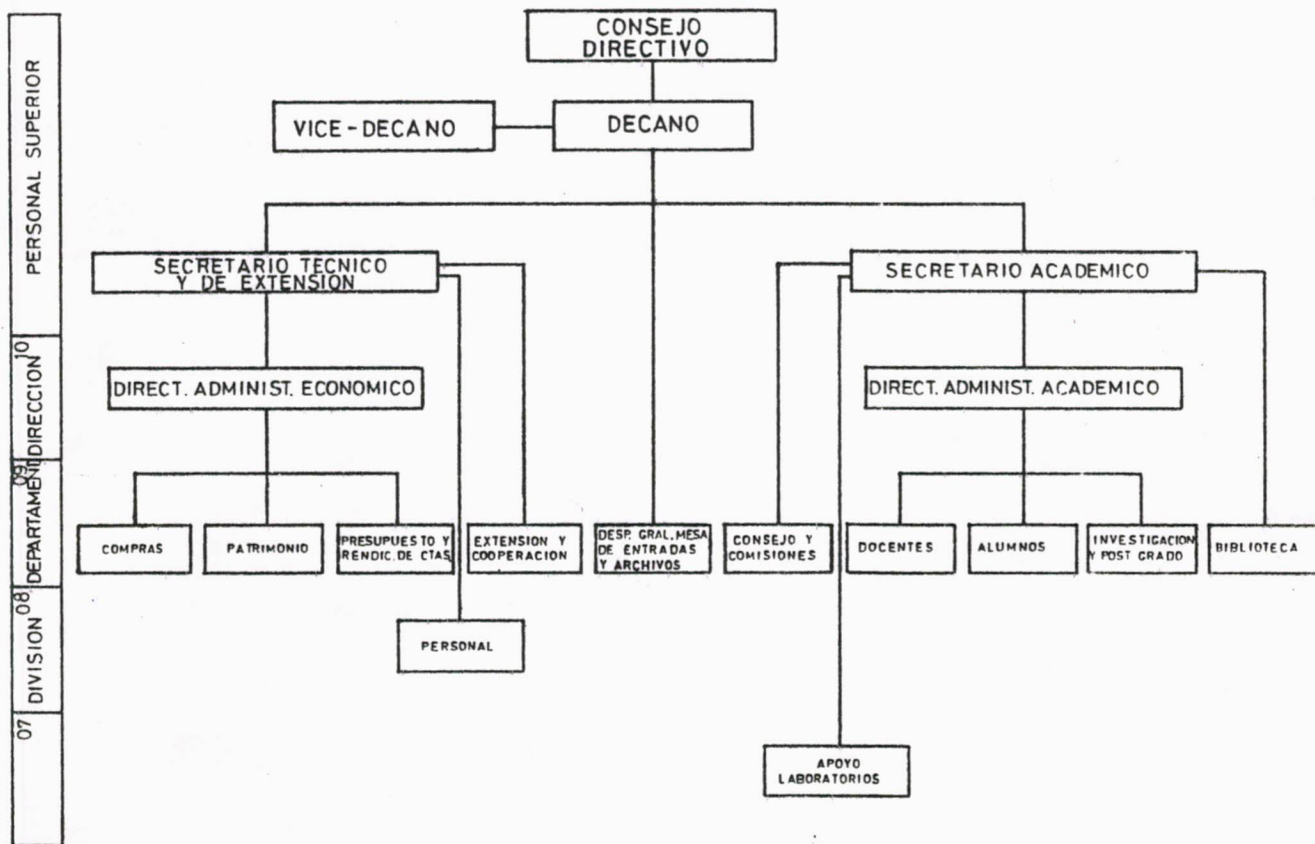 CONSEJO
DIRECTIVO
VICE-DECANO
DECANO
SECRETARIO TECNICO
Y DE EXTENSION
SECRETARIO ACADEMICO
DIRECT. ADMINIST. ECONOMICO
DIRECT. ADMINIST. ACADEMICO
COMPRAS
PATRIMONIO
PRESUPUESTO Y
RENDIC. DE CTAS.
EXTENSION Y
COOPERACION
DESP. GRAL. MESA
DE ENTRADAS
Y ARCHIVOS
CONSEJO Y
COMISIONES
DOCENTES
ALUMNOS
INVESTIGACION
Y POST GRADO
BIBLIOTECA
PERSONAL
APOYO
LABORATORIOS
PERSONAL SUPERIOR
10
DIRECCION
09
DEPARTAMEN
08
DIVISION
07